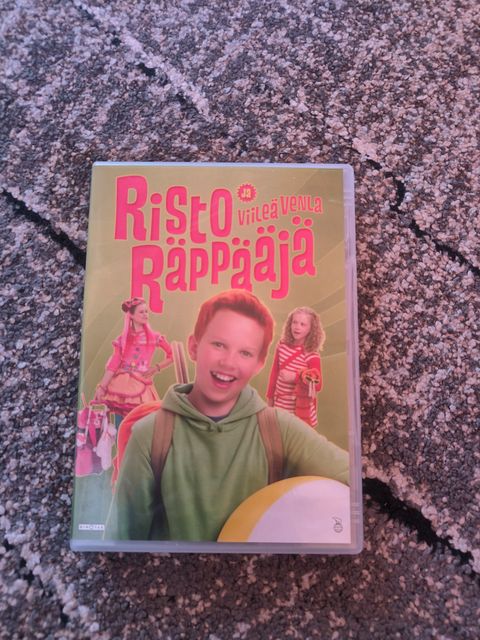 Risto
JA
Viileä Venla
Räppääjä